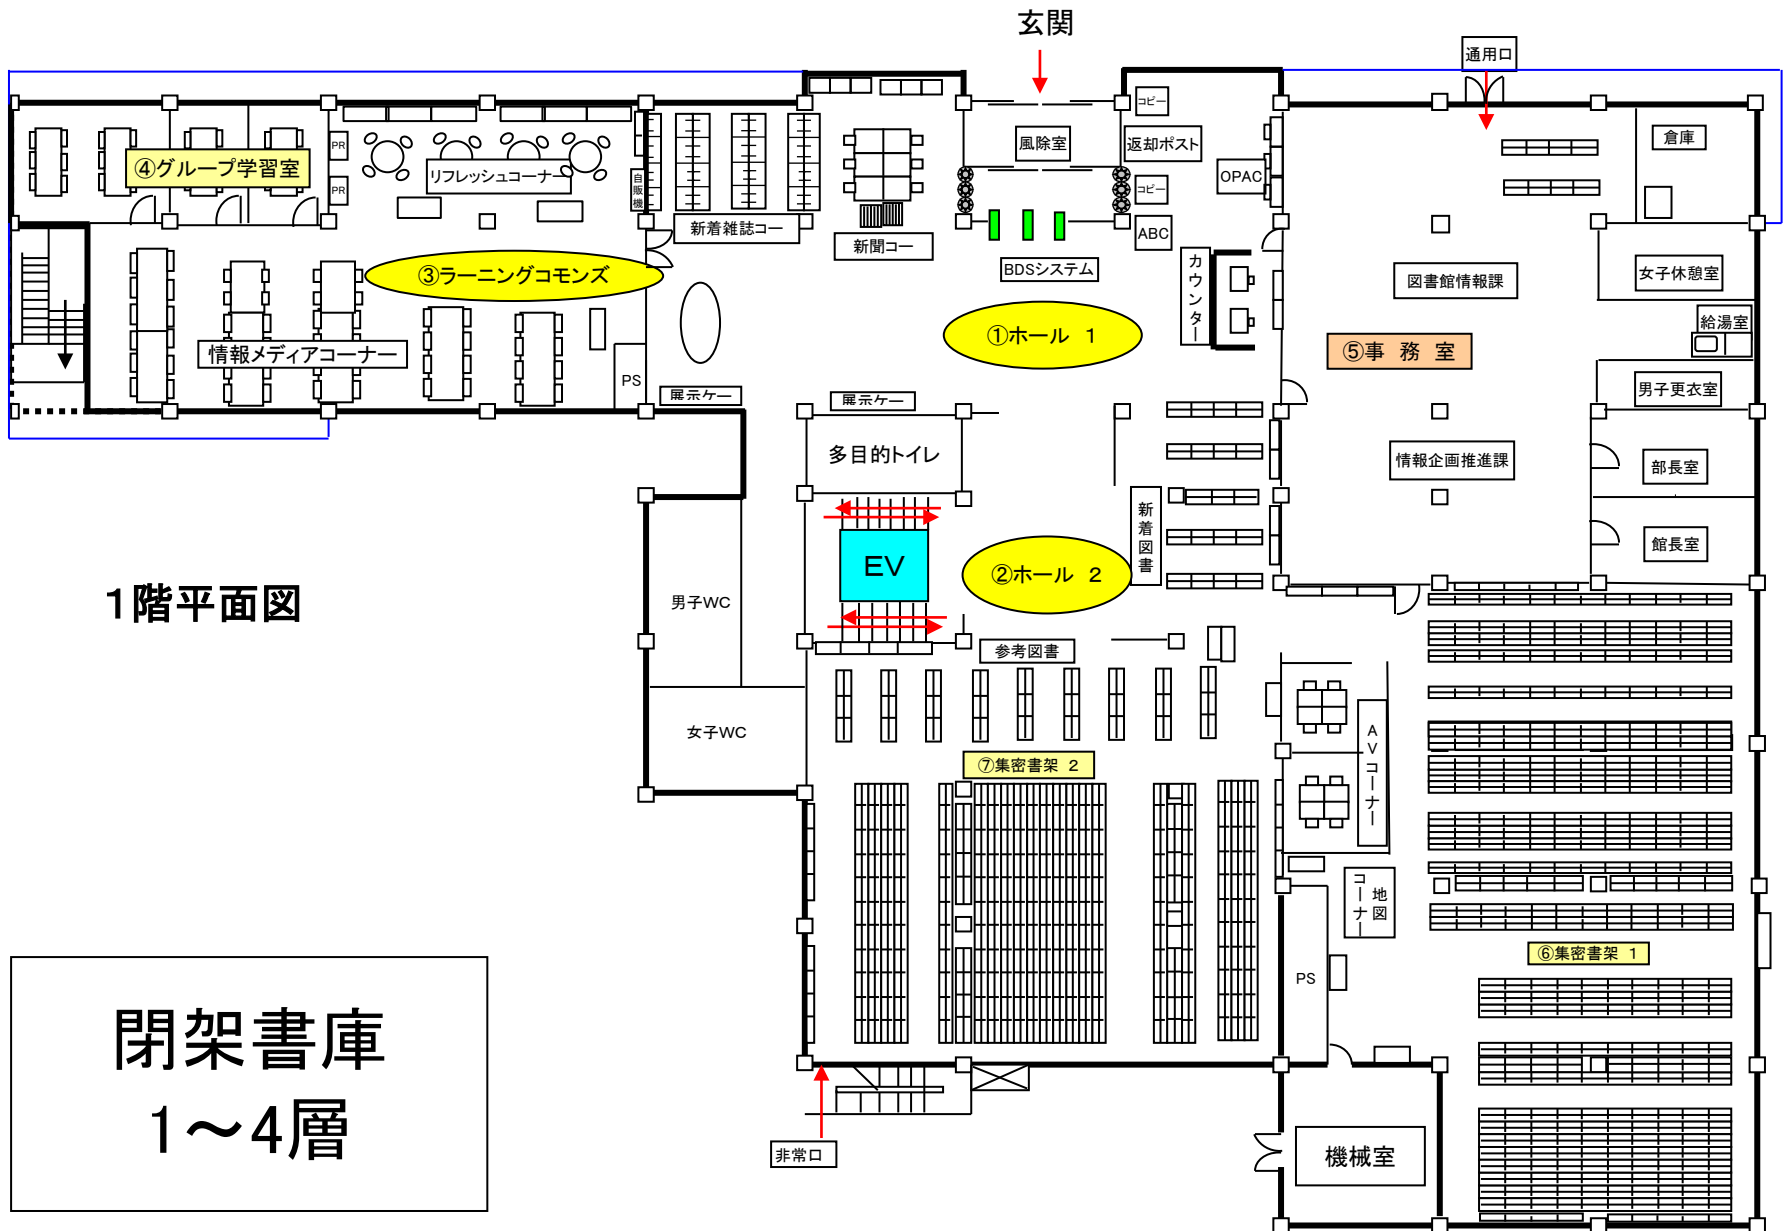 玄関
通用口
コピー
風除室
返却ポスト
倉庫
④グループ学習室
PR
PR
リフレッシュコーナー
自販機
OPAC
コピー
新着雑誌コー
新聞コー
ABC
BDSシステム
カウンター
③ラーニングコモンズ
図書館情報課
女子休憩室
①ホール 1
給湯室
情報メディアコーナー
⑤事 務 室
PS
展示ケー
展示ケー
男子更衣室
多目的トイレ
情報企画推進課
部長室
新着図書
館長室
EV
②ホール 2
1階平面図
男子WC
参考図書
女子WC
⑦集密書架 2
AVコーナー
地図コーナー
⑥集密書架 1
PS
閉架書庫
1～4層
非常口
機械室